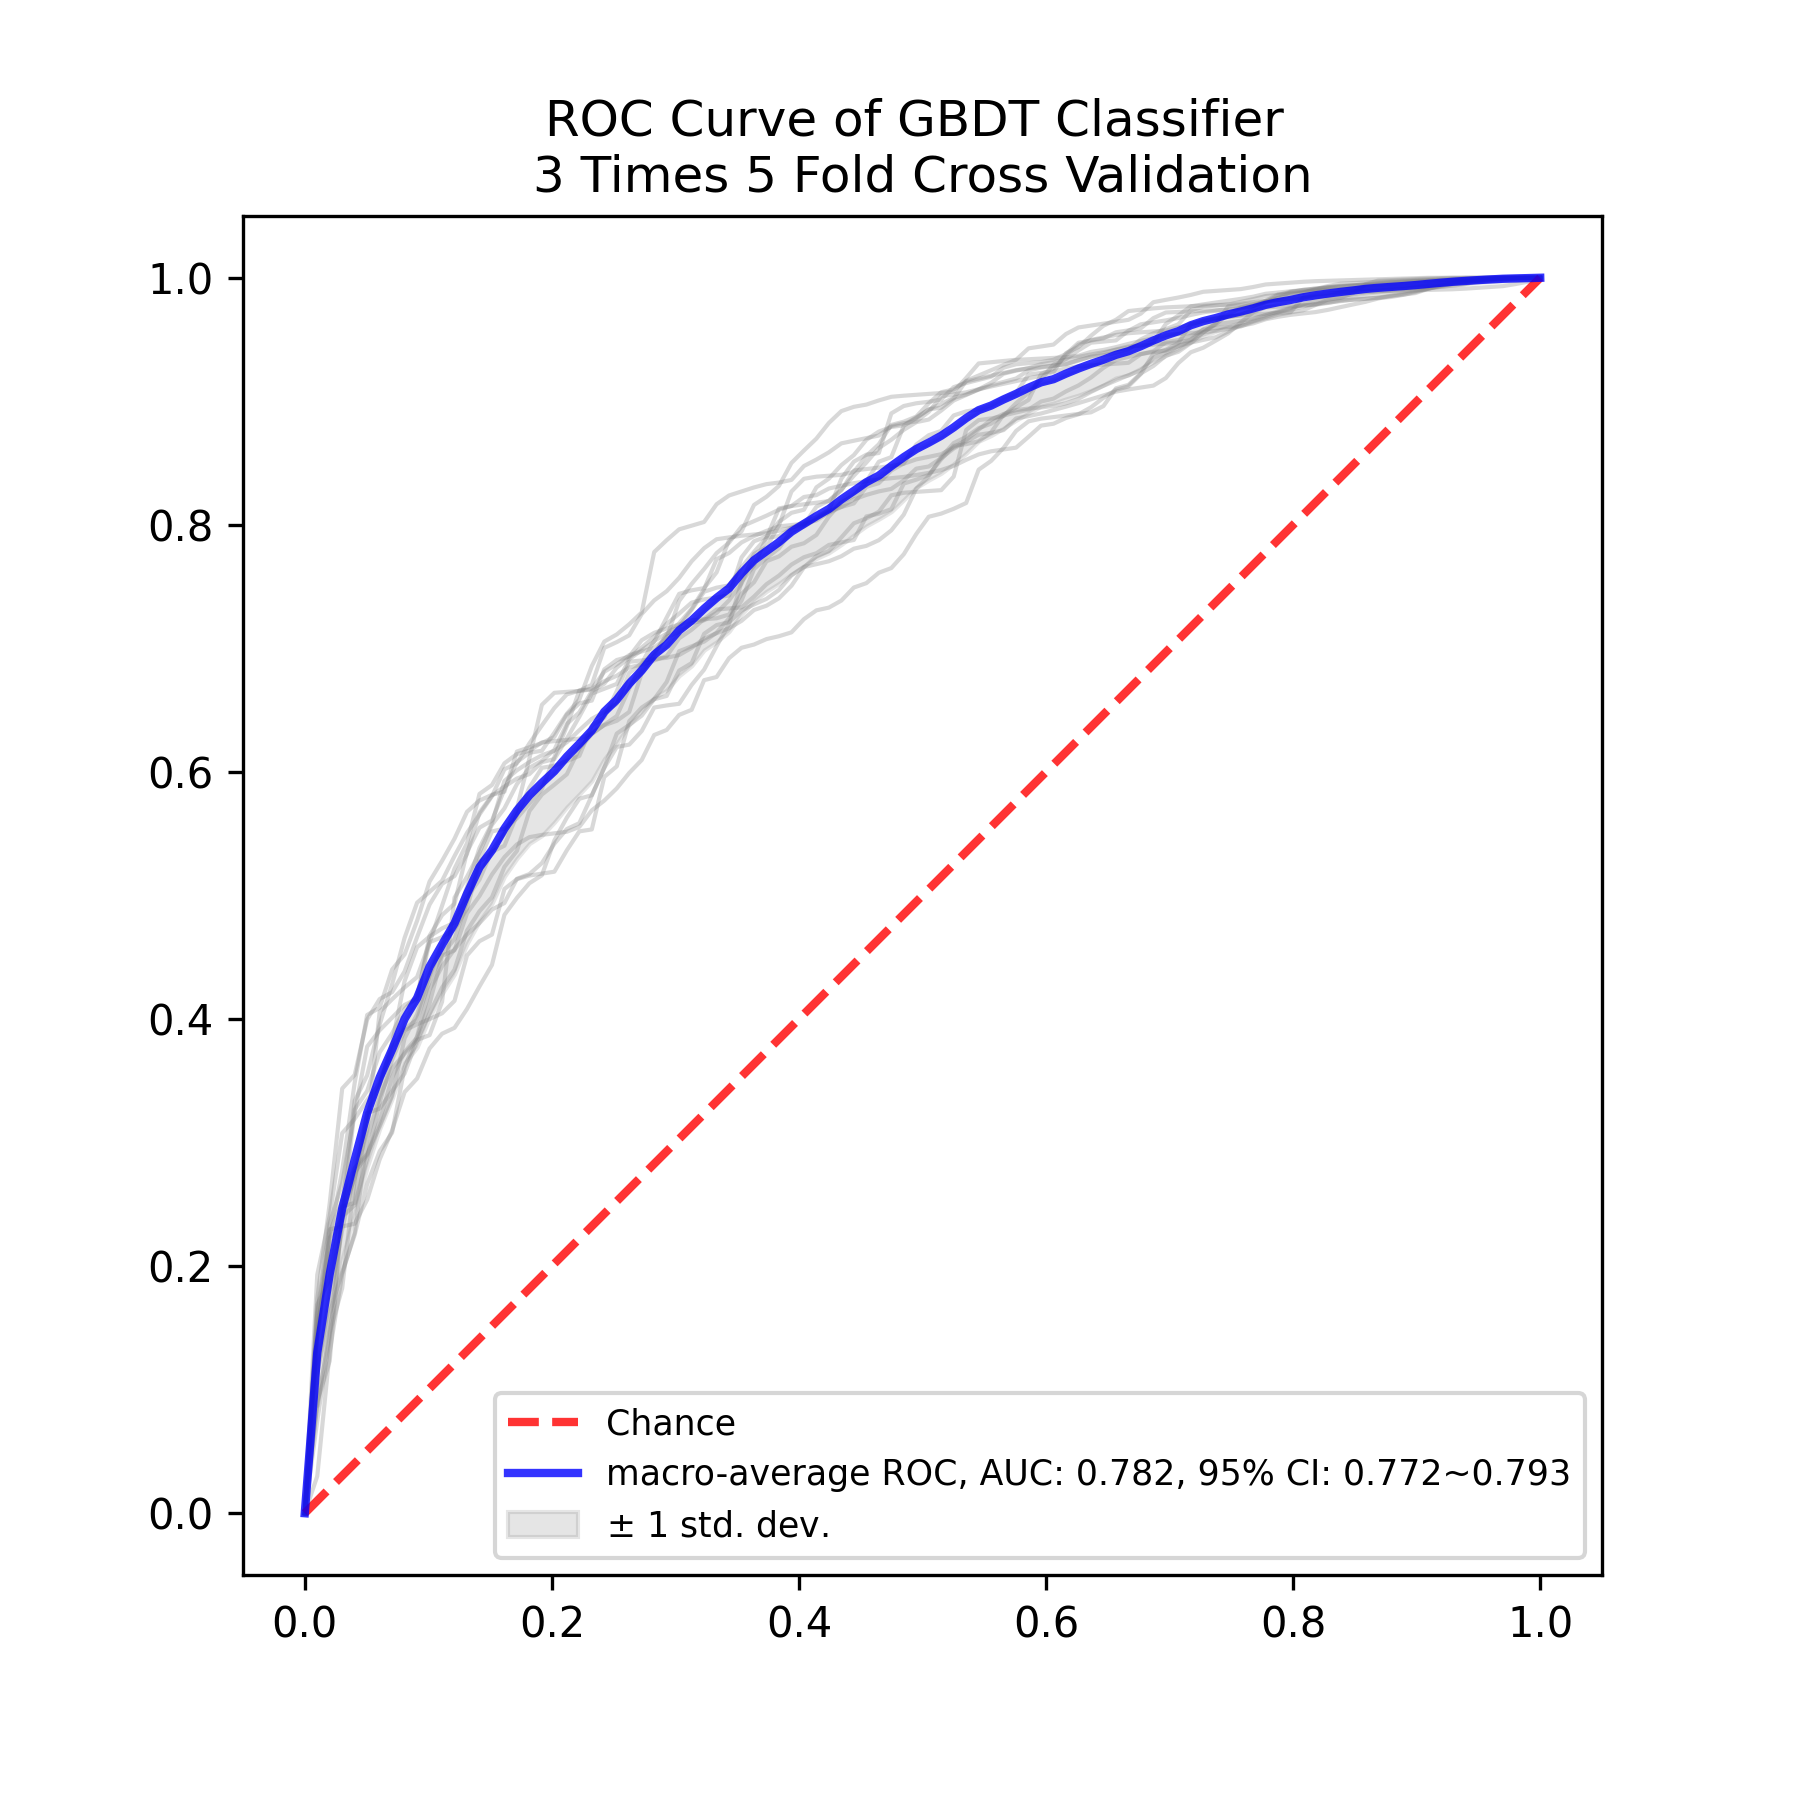 ROC Curve of GBDT Classifier
3 Times 5 Fold Cross Validation
1.0
0.8
0.6
0.4
0.2
0.0
Chance
macro-average ROC, AUC: 0.782, 95% CI: 0.772~0.793
± 1 std. dev.
0.0 0.2 0.4 0.6 0.8 1.0